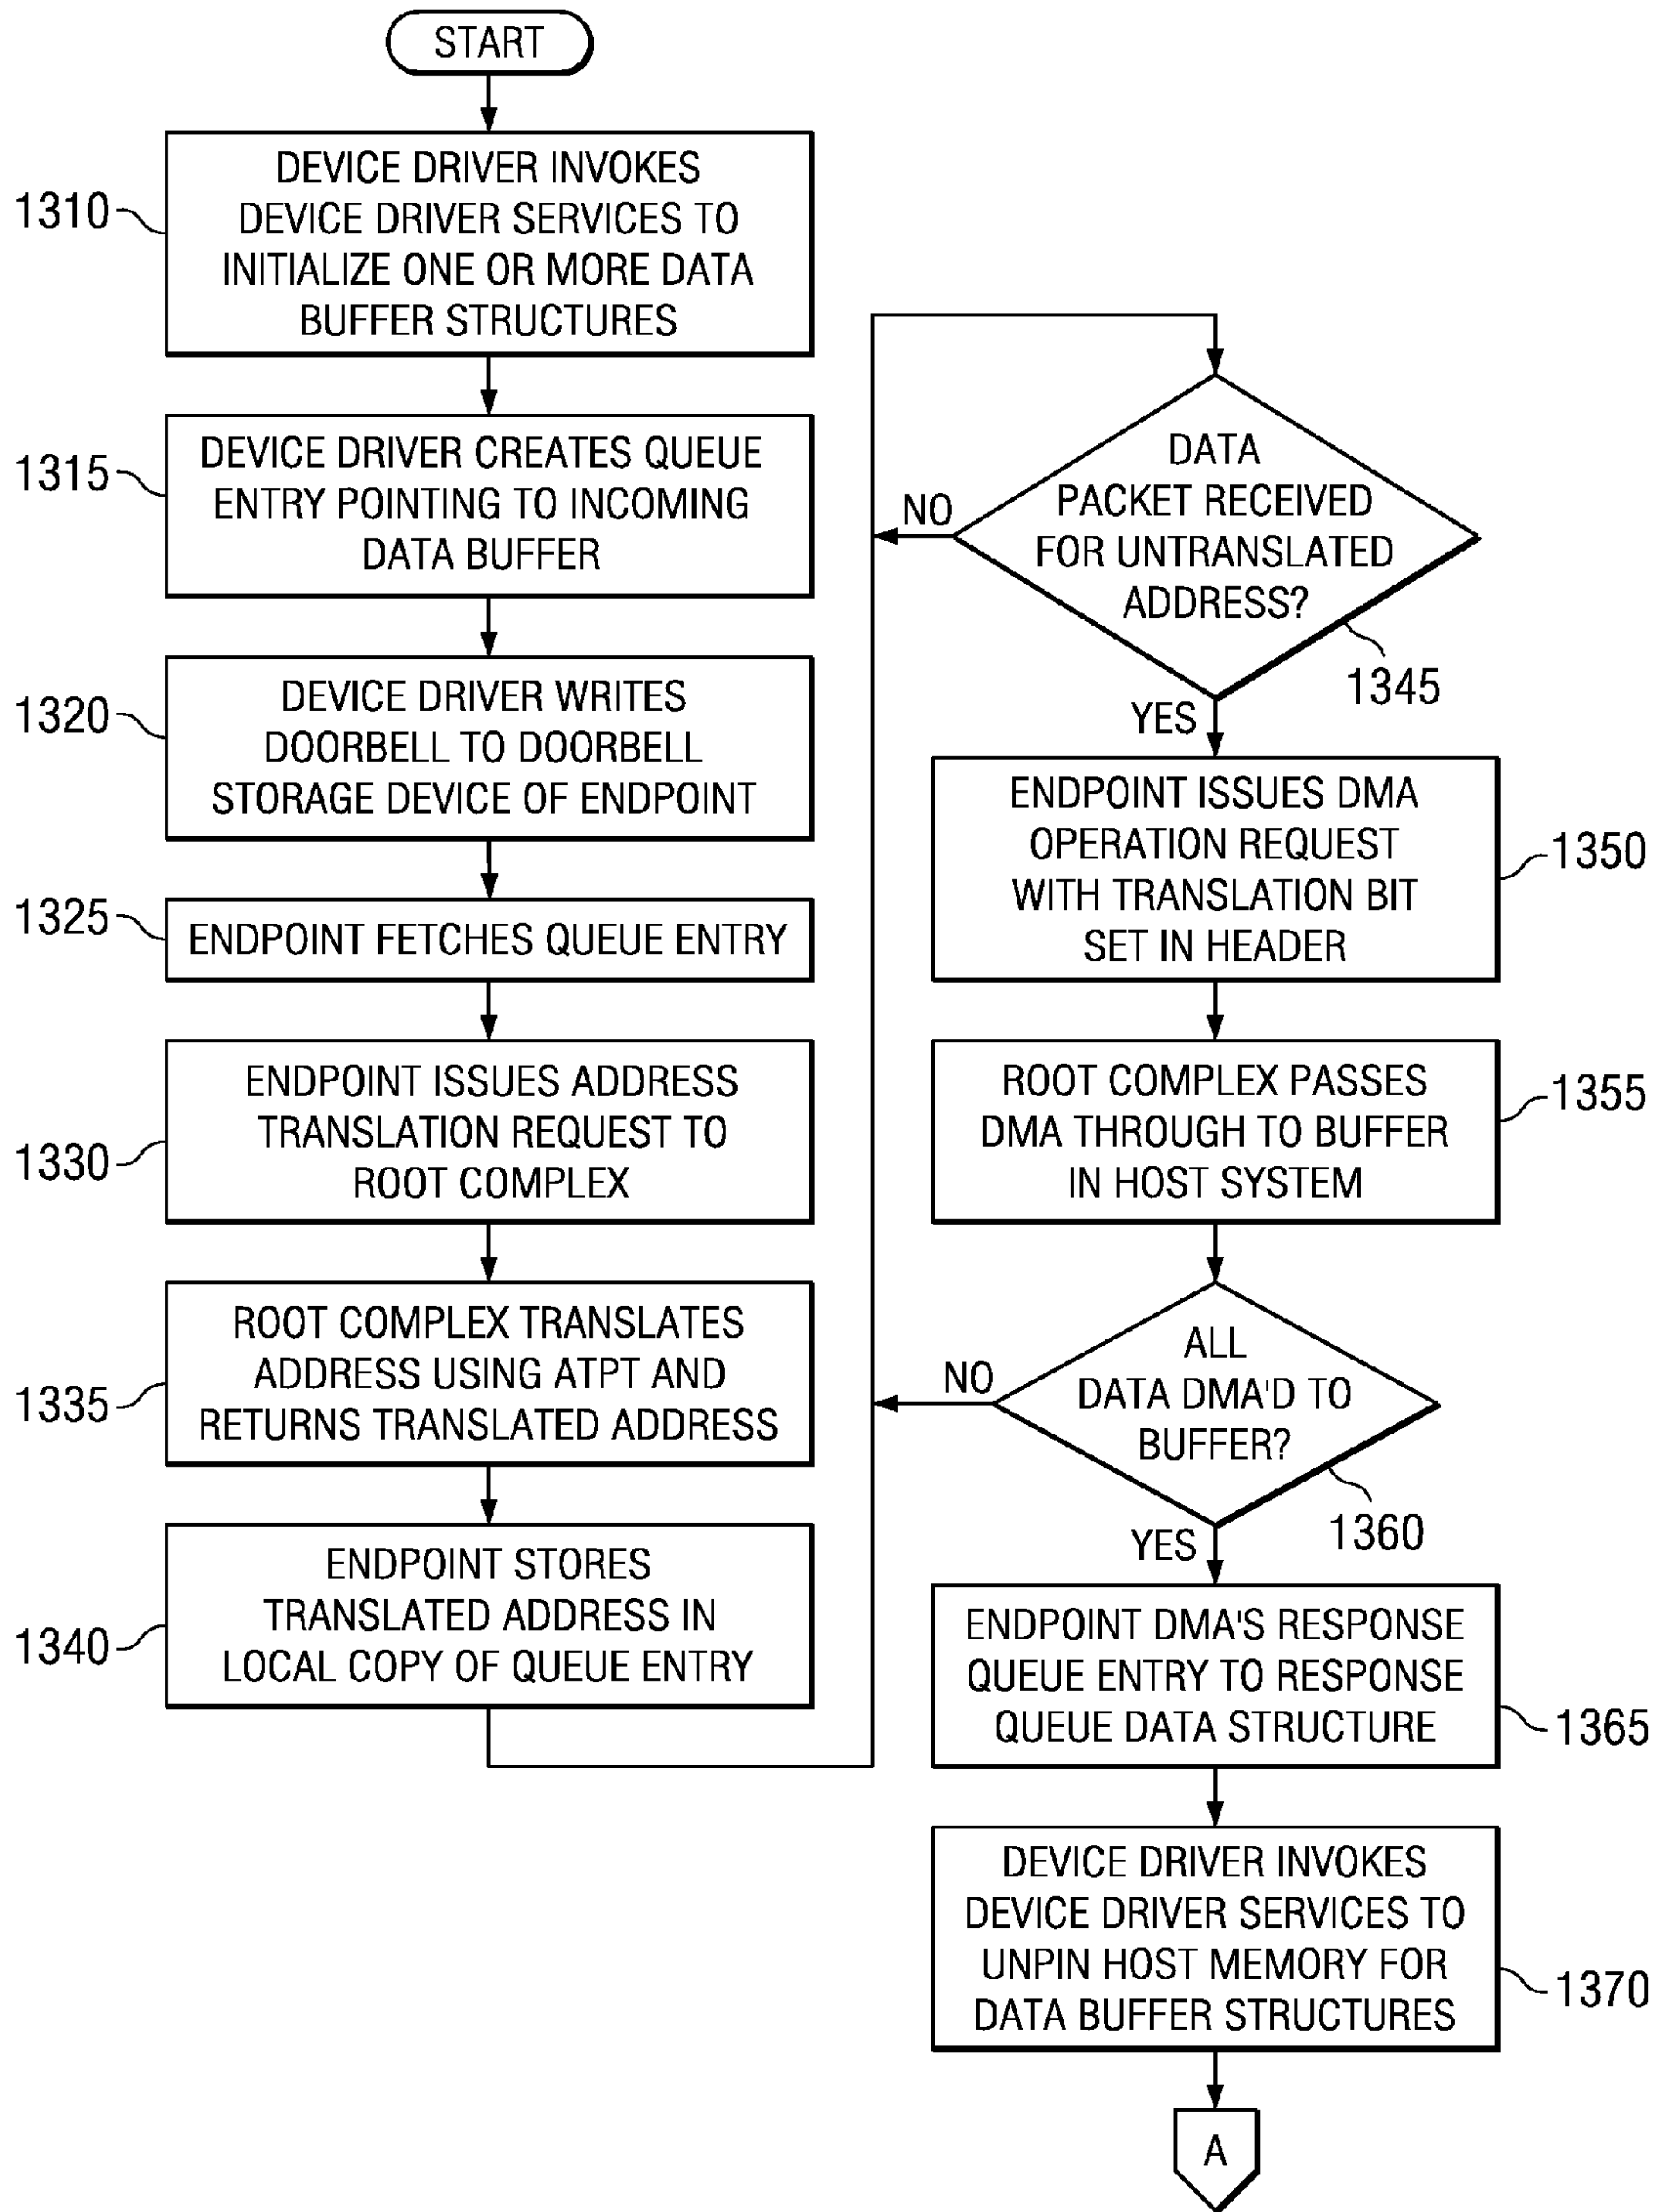 START
1310
DEVICE DRIVER INVOKES
DEVICE DRIVER SERVICES TO
INITIALIZE ONE OR MORE DATA
BUFFER STRUCTURES
1315
DEVICE DRIVER CREATES QUEUE
ENTRY POINTING TO INCOMING
DATA BUFFER
1320
DEVICE DRIVER WRITES
DOORBELL TO DOORBELL
STORAGE DEVICE OF ENDPOINT
1325
ENDPOINT FETCHES QUEUE ENTRY
1330
ENDPOINT ISSUES ADDRESS
TRANSLATION REQUEST TO
ROOT COMPLEX
1335
ROOT COMPLEX TRANSLATES
ADDRESS USING ATPT AND
RETURNS TRANSLATED ADDRESS
1340
ENDPOINT STORES
TRANSLATED ADDRESS IN
LOCAL COPY OF QUEUE ENTRY
DATA
PACKET RECEIVED
FOR UNTRANSLATED
ADDRESS?
NO
1345
YES
ENDPOINT ISSUES DMA
OPERATION REQUEST
WITH TRANSLATION BIT
SET IN HEADER
1350
ROOT COMPLEX PASSES
DMA THROUGH TO BUFFER
IN HOST SYSTEM
1355
ALL
DATA DMA'D TO
BUFFER?
NO
1360
YES
ENDPOINT DMA'S RESPONSE
QUEUE ENTRY TO RESPONSE
QUEUE DATA STRUCTURE
1365
DEVICE DRIVER INVOKES
DEVICE DRIVER SERVICES TO
UNPIN HOST MEMORY FOR
DATA BUFFER STRUCTURES
1370
A